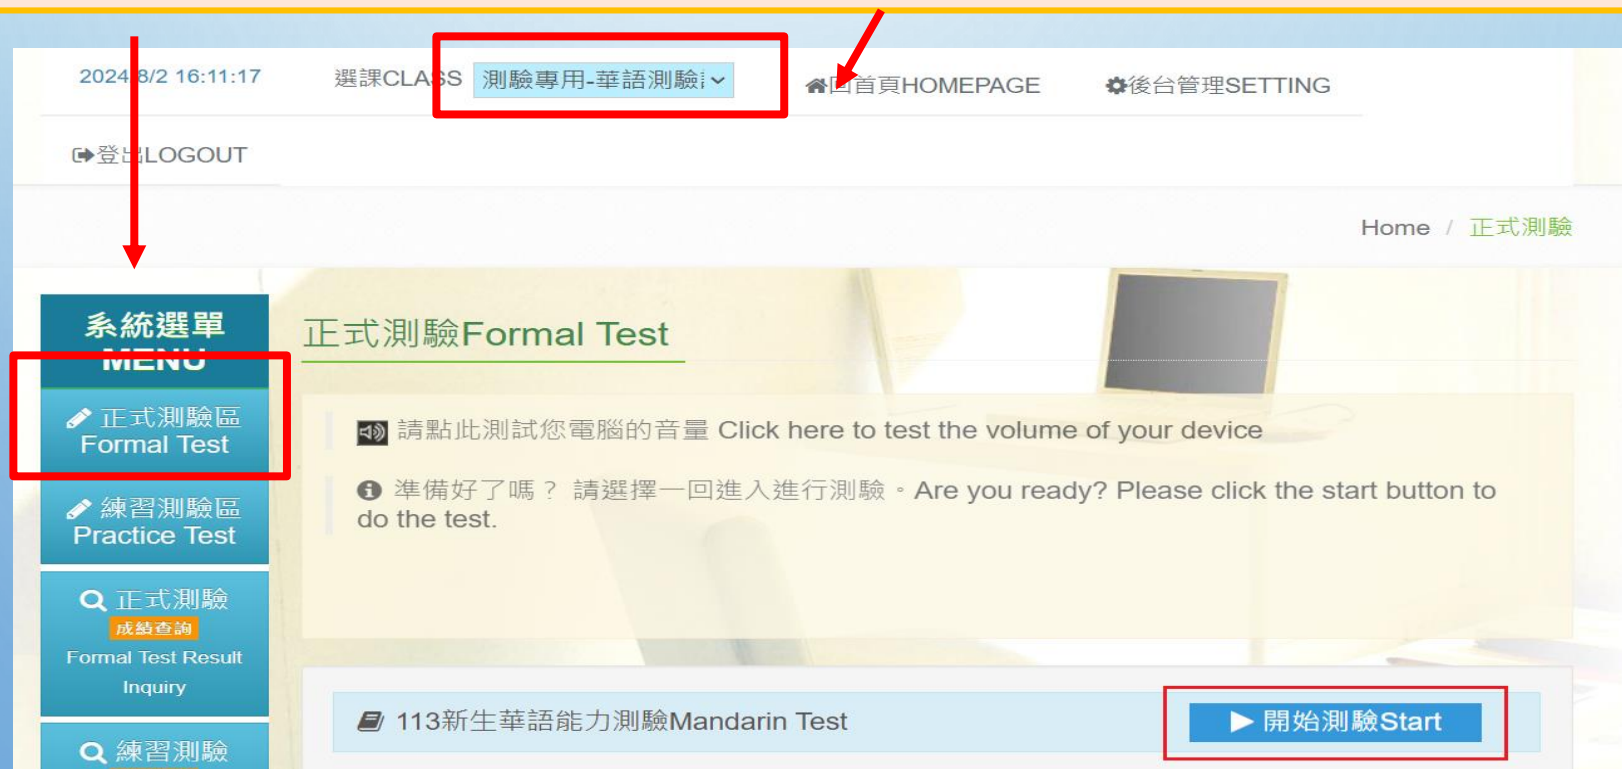 2024/8/2 16:11:17
選課CLASS
測驗專用-華語測驗
回首頁HOMEPAGE
後台管理SETTING
登出LOGOUT
Home / 正式測驗
系統選單
MENU
正式測驗區
Formal Test
練習測驗區
Practice Test
正式測驗
成績查詢
Formal Test Result
Inquiry
練習測驗
正式測驗Formal Test
請點此測試您電腦的音量 Click here to test the volume of your device
準備好了嗎? 請選擇一回進入進行測驗。Are you ready? Please click the start button to
do the test.
113新生華語能力測驗Mandarin Test
開始測驗Start